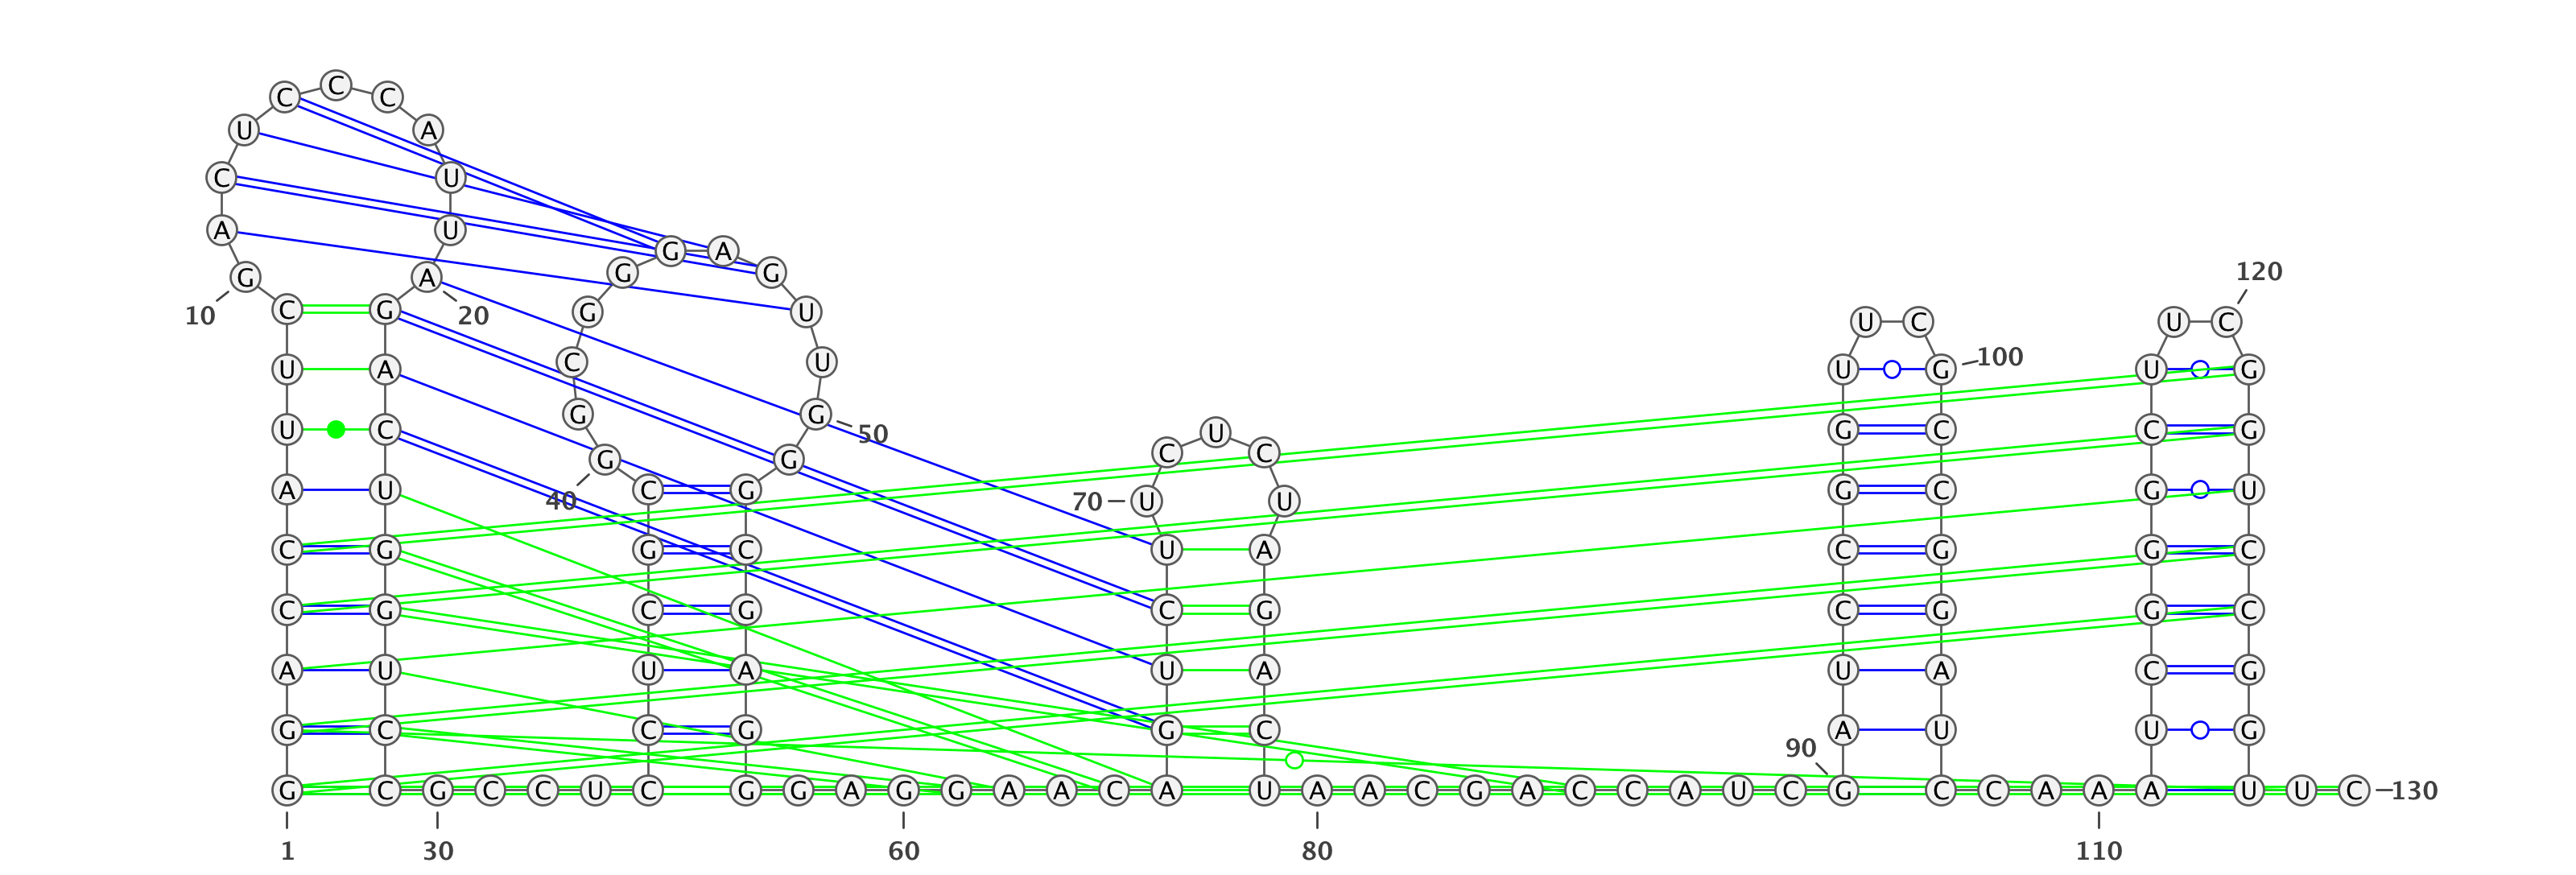 C
C C
U A
C U
A U
G A
G G 120
G A
C G G U
10 20 U C U C
C U 100
U A U G U G
G G
U C U 50 G C C G
G G C C
A U C G U U G C G U
40 70
C G G C U A C G G C
C G C G C G C G G C
A U U A U A U A C G
G C C G G C A U U G
90
G C G C C U C G G A G G A A C A U A A C G A C C A U C G C C A A A U U C 130
1 30 60 80 110